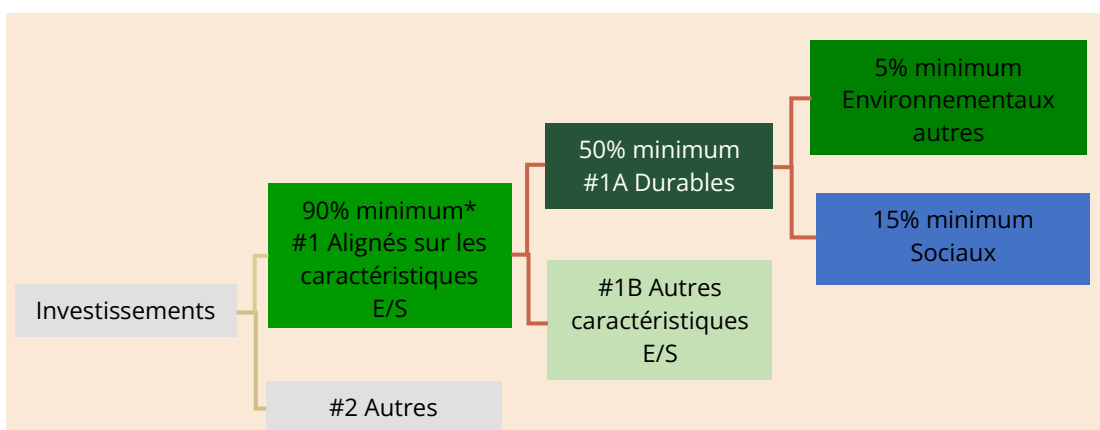 Investissements
90% minimum*
#1 Alignés sur les
caractéristiques
E/S
#2 Autres
50% minimum
#1A Durables
#1B Autres
caractéristiques
E/S
5% minimum
Environnementaux
autres
15% minimum
Sociaux